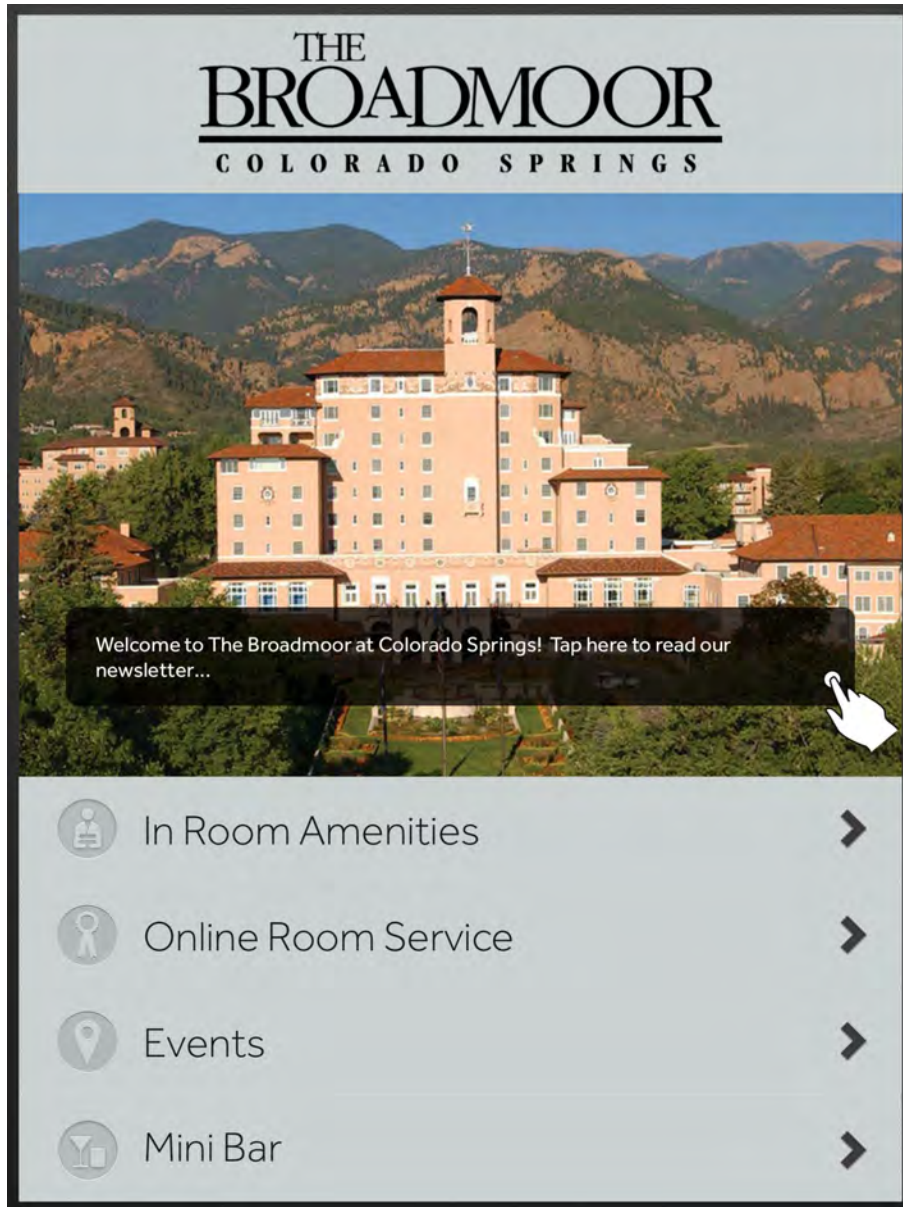 THE
BROADMOOR
COLORADO SPRINGS
Welcome to The Broadmoor at Colorado Springs! Tap here to read our
newsletter...
In Room Amenities
Online Room Service
Events
Mini Bar